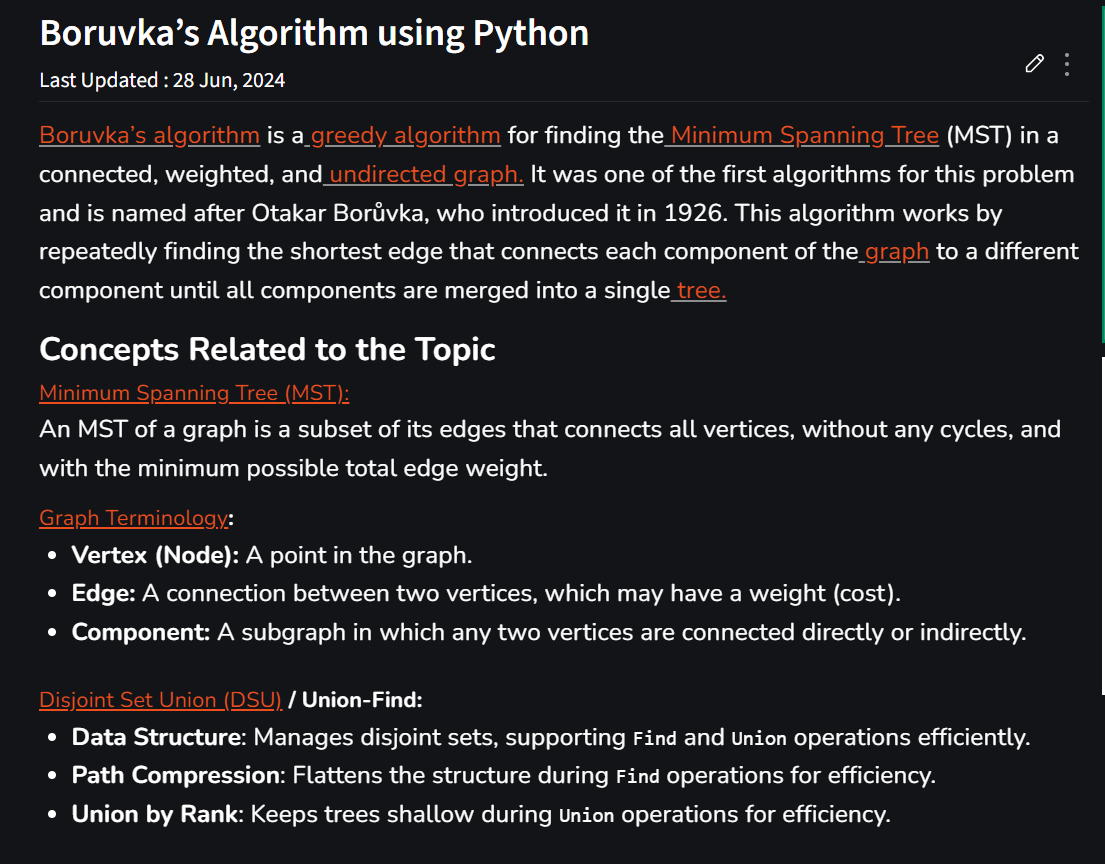 Boruvka’s Algorithm using Python
Last Updated : 28 Jun, 2024
Boruvka’s algorithm is a greedy algorithm for finding the Minimum Spanning Tree (MST) in a
connected, weighted, and undirected graph. It was one of the first algorithms for this problem
and is named after Otakar Borůvka, who introduced it in 1926. This algorithm works by
repeatedly finding the shortest edge that connects each component of the graph to a different
component until all components are merged into a single tree.
Concepts Related to the Topic
Minimum Spanning Tree (MST):
An MST of a graph is a subset of its edges that connects all vertices, without any cycles, and
with the minimum possible total edge weight.
Graph Terminology:
• Vertex (Node): A point in the graph.
• Edge: A connection between two vertices, which may have a weight (cost).
• Component: A subgraph in which any two vertices are connected directly or indirectly.
Disjoint Set Union (DSU) / Union-Find:
• Data Structure: Manages disjoint sets, supporting Find and Union operations efficiently.
• Path Compression: Flattens the structure during Find operations for efficiency.
• Union by Rank: Keeps trees shallow during Union operations for efficiency.